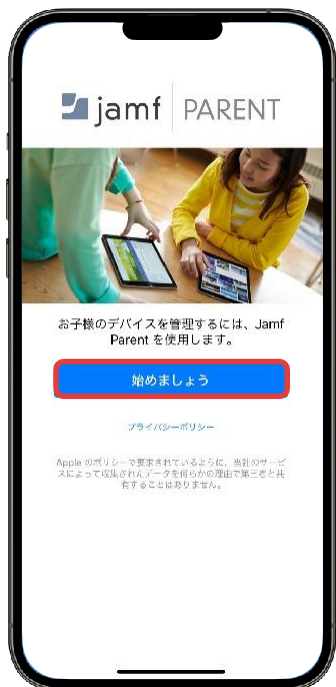 jamf PARENT
お子様のデバイスを管理するには、Jamf
Parent を使用します。
始めましょう
プライバシーポリシー
Apple のポリシーで要求されているように、当社のサービ
スによって収集されたデータを何らかの理由で第三者と共
有することはありません。